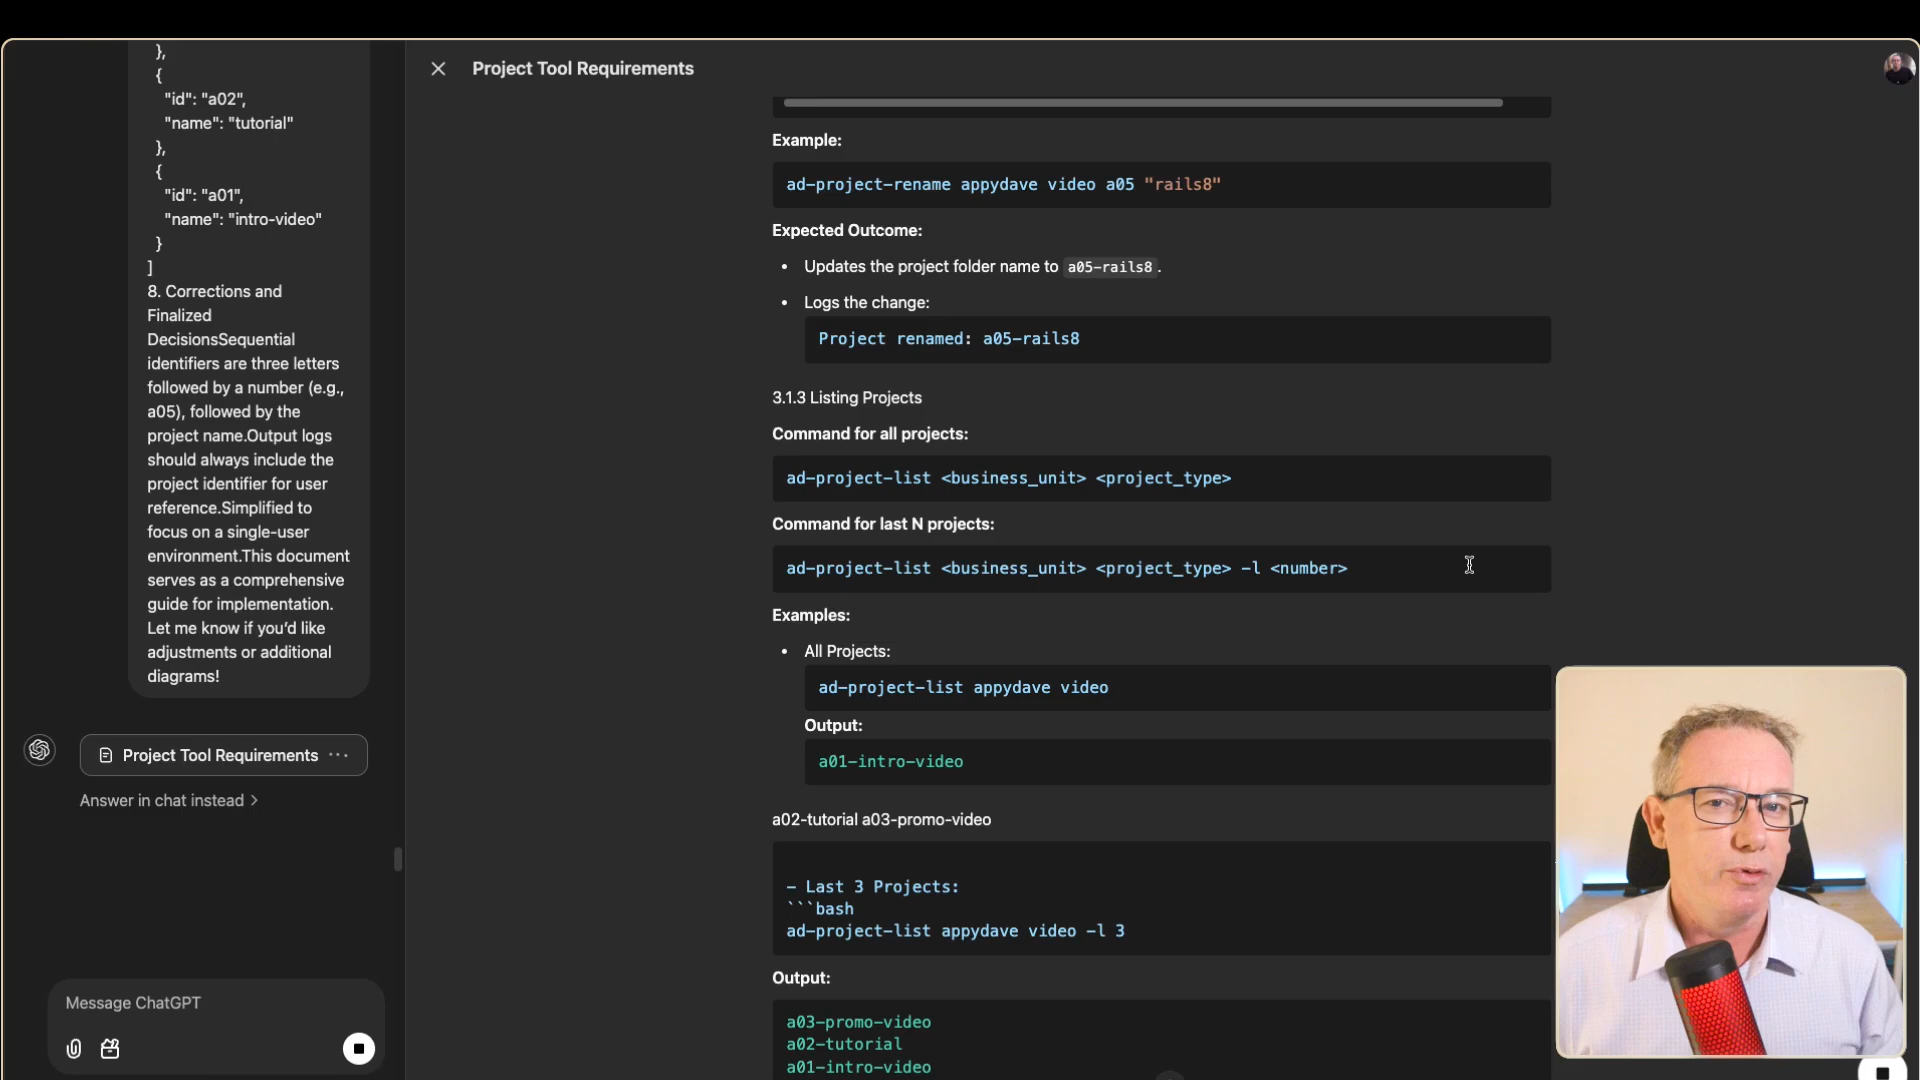 },
{
"id": "a02",
"name": "tutorial"
},
{
"id": "a01",
"name": "intro-video"
}
]
8. Corrections and
Finalized
DecisionsSequential
identifiers are three letters
followed by a number (e.g.,
a05), followed by the
project name.Output logs
should always include the
project identifier for user
reference.Simplified to
focus on a single-user
environment.This document
serves as a comprehensive
guide for implementation.
Let me know if you'd like
adjustments or additional
diagrams!
Project Tool Requirements ···
Answer in chat instead >
Message ChatGPT
Project Tool Requirements
Example:
ad-project-rename appydave video a05 "rails8"
Expected Outcome:
• Updates the project folder name to a05-rails8.
• Logs the change:
Project renamed: a05-rails8
3.1.3 Listing Projects
Command for all projects:
ad-project-list <business_unit> <project_type>
Command for last N projects:
ad-project-list <business_unit> <project_type> -l <number>
Examples:
• All Projects:
ad-project-list appydave video
Output:
a01-intro-video
a02-tutorial a03-promo-video
- Last 3 Projects:
```bash
ad-project-list appydave video -l 3
Output:
a03-promo-video
a02-tutorial
a01-intro-video